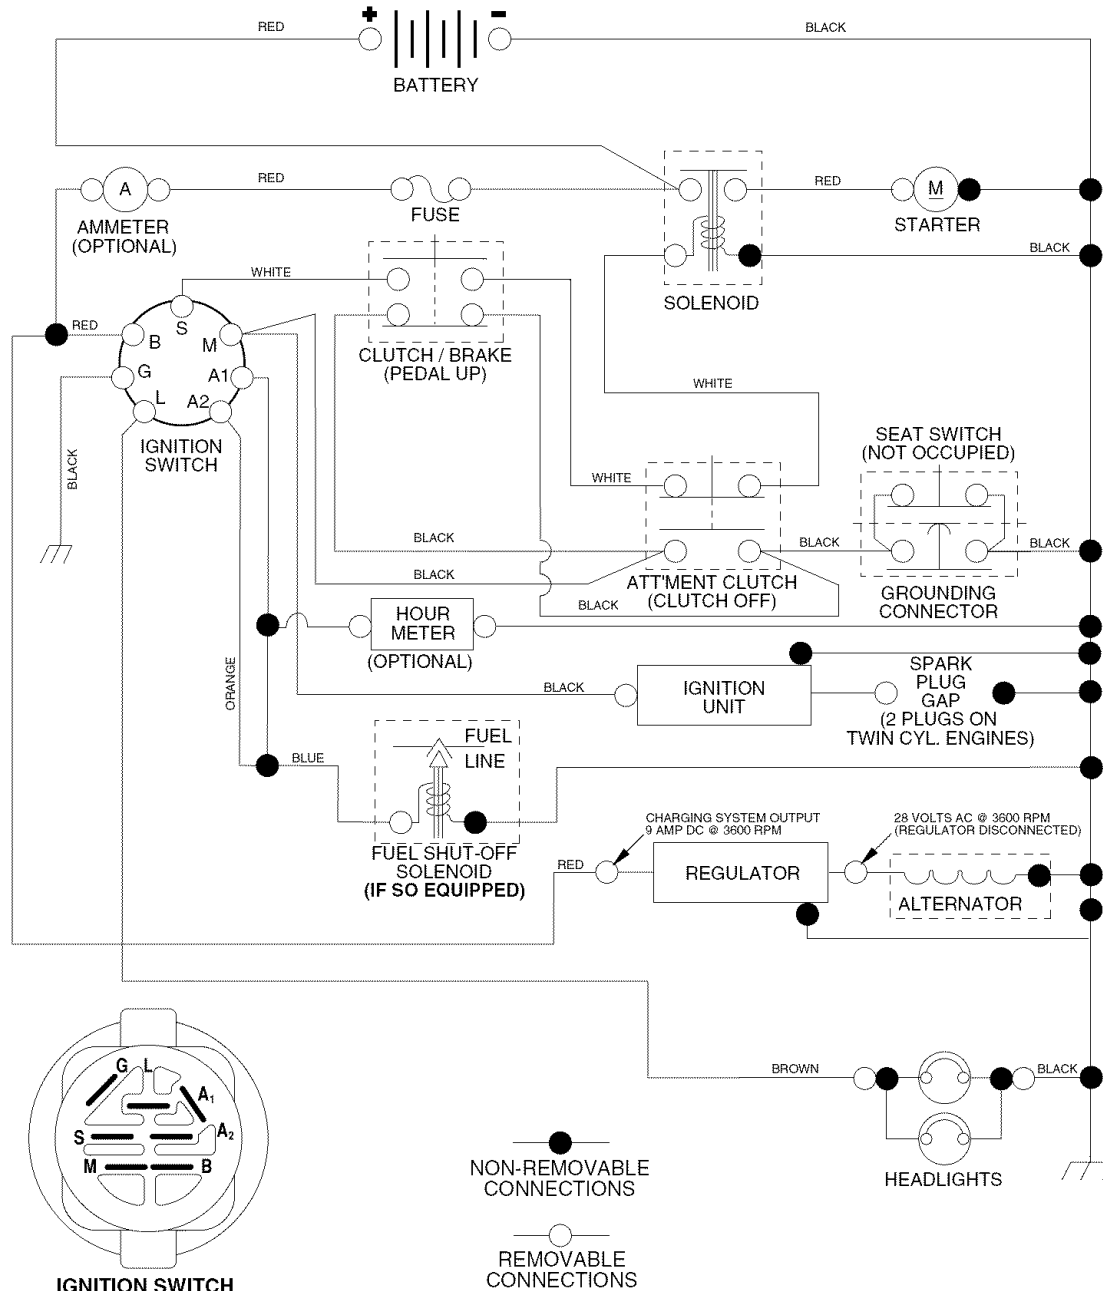 + -
RED
BLACK
BATTERY
A
RED
RED
M
AMMETER
(OPTIONAL)
FUSE
STARTER
BLACK
WHITE
SOLENOID
RED
S
B
M
CLUTCH / BRAKE
(PEDAL UP)
G
A1
L
A2
WHITE
IGNITION
SWITCH
BLACK
SEAT SWITCH
(NOT OCCUPIED)
WHITE
BLACK
BLACK
BLACK
BLACK
ATT'MENT CLUTCH
(CLUTCH OFF)
GROUNDING
CONNECTOR
BLACK
HOUR
METER
(OPTIONAL)
ORANGE
BLACK
IGNITION
UNIT
SPARK
PLUG
GAP
(2 PLUGS ON
TWIN CYL. ENGINES)
FUEL
LINE
BLUE
FUEL SHUT-OFF
SOLENOID
(IF SO EQUIPPED)
CHARGING SYSTEM OUTPUT
9 AMP DC @ 3600 RPM
28 VOLTS AC @ 3600 RPM
(REGULATOR DISCONNECTED)
RED
REGULATOR
ALTERNATOR
BROWN
BLACK
HEADLIGHTS
G L
A1
A2
S
M
B
IGNITION SWITCH
NON-REMOVABLE
CONNECTIONS
REMOVABLE
CONNECTIONS